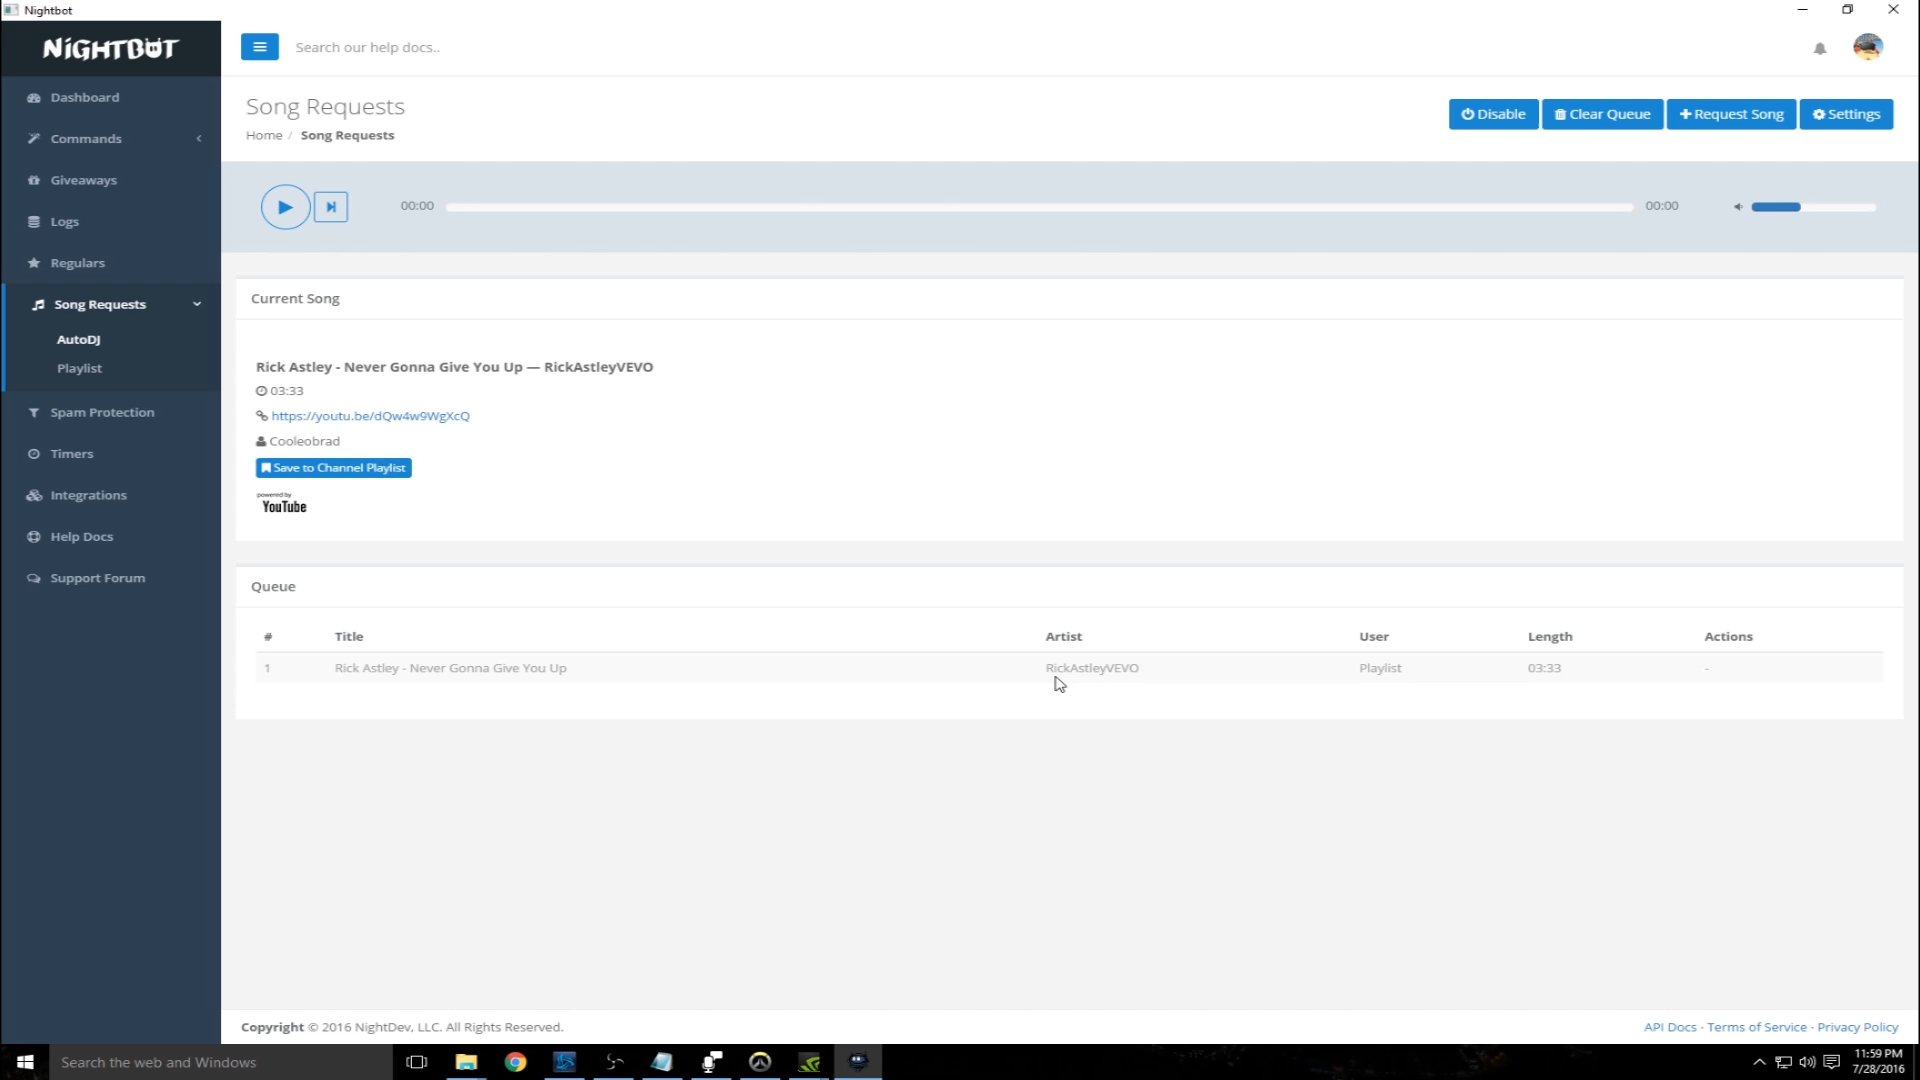 Nightbot
NiGHTBOT
Search our help docs..
Dashboard
Commands
Giveaways
Logs
Regulars
Song Requests
AutoDJ
Playlist
Spam Protection
Timers
Integrations
Help Docs
Support Forum
Song Requests
Home / Song Requests
Disable Clear Queue Request Song Settings
00:00 00:00
Current Song
Rick Astley - Never Gonna Give You Up — RickAstleyVEVO
03:33
https://youtu.be/dQw4w9WgXcQ
Cooleobrad
Save to Channel Playlist
powered by
YouTube
Queue
# Title Artist User Length Actions
1 Rick Astley - Never Gonna Give You Up RickAstleyVEVO Playlist 03:33 -
Copyright © 2016 NightDev, LLC. All Rights Reserved.
API Docs · Terms of Service · Privacy Policy
Search the web and Windows
11:59 PM
7/28/2016